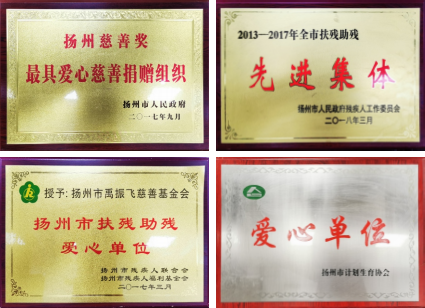 扬州慈善奖
最具爱心慈善捐赠组织
扬州市人民政府
二〇一七年九月
2013—2017年全市扶残助残
先进集体
扬州市人民政府残疾人工作委员会
二〇一八年三月
授予:扬州市禹振飞慈善基金会
扬州市扶残助残
爱心单位
扬州市残疾人联合会
扬州市残疾人福利基金会
二〇一七年三月
爱心单位
扬州市计划生育协会